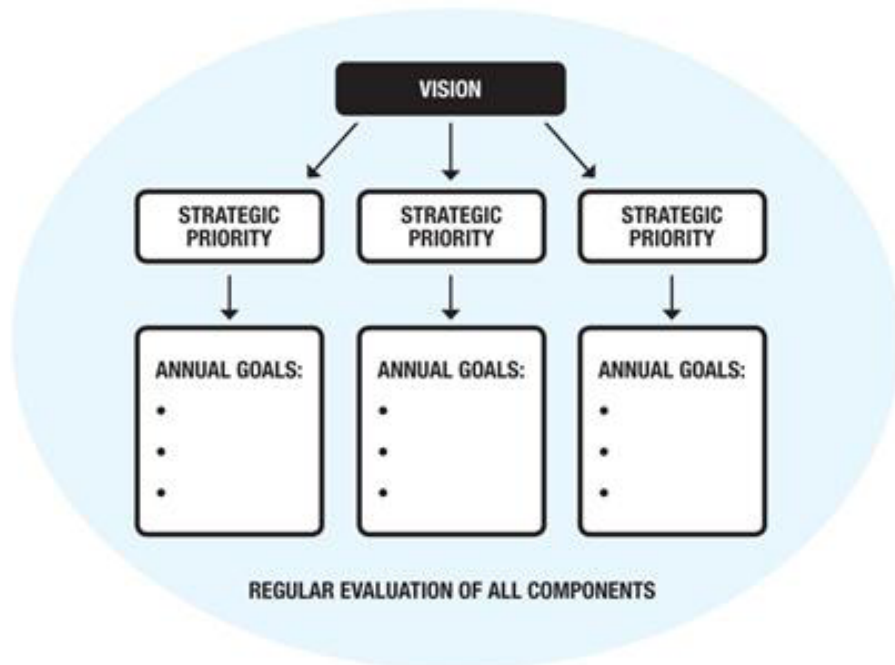 VISION
STRATEGIC
PRIORITY
STRATEGIC
PRIORITY
STRATEGIC
PRIORITY
ANNUAL GOALS:
•
•
•
ANNUAL GOALS:
•
•
•
ANNUAL GOALS:
•
•
•
REGULAR EVALUATION OF ALL COMPONENTS